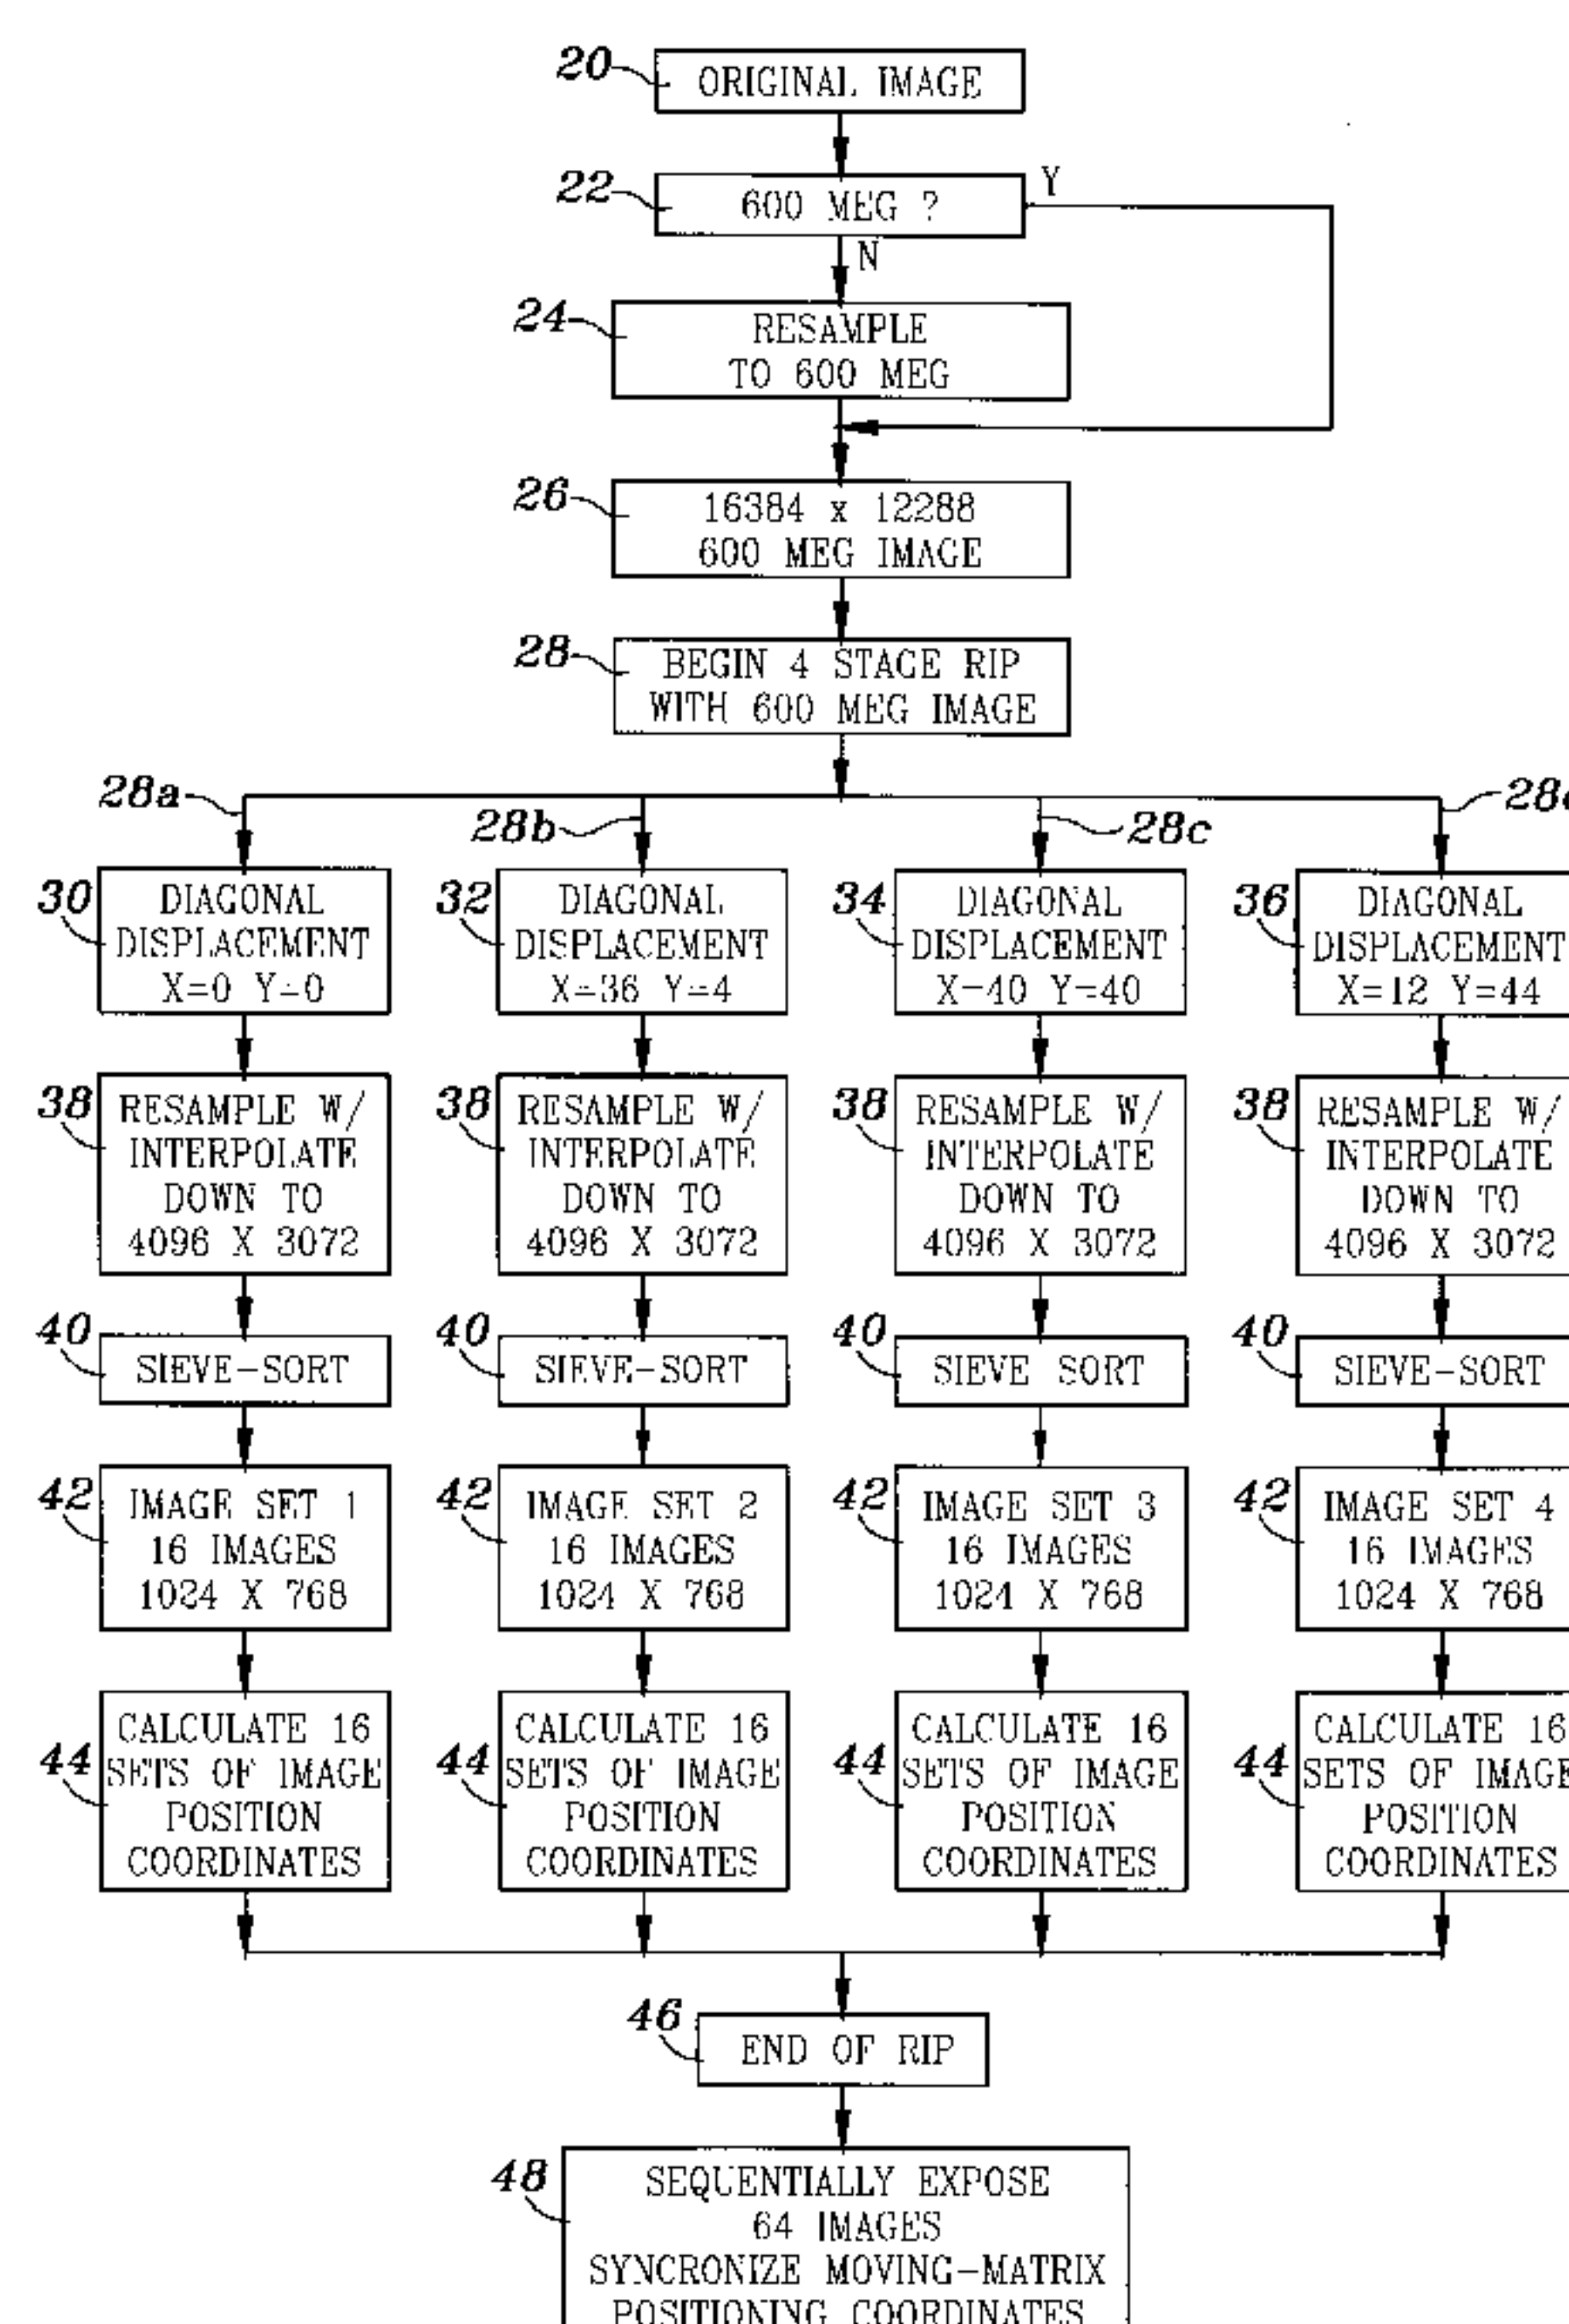 20
ORIGINAL IMAGE
22
600 MEG ?
Y
N
24
RESAMPLE
TO 600 MEG
26
16384 x 12288
600 MEG IMAGE
28
BEGIN 4 STAGE RIP
WITH 600 MEG IMAGE
28a
28b
28c
30
DIAGONAL
DISPLACEMENT
X=0 Y=0
32
DIAGONAL
DISPLACEMENT
X=36 Y=4
34
DIAGONAL
DISPLACEMENT
X=40 Y=40
36
DIAGONAL
DISPLACEMENT
X=12 Y=44
38
RESAMPLE W/
INTERPOLATE
DOWN TO
4096 X 3072
38
RESAMPLE W/
INTERPOLATE
DOWN TO
4096 X 3072
38
RESAMPLE W/
INTERPOLATE
DOWN TO
4096 X 3072
38
RESAMPLE W/
INTERPOLATE
DOWN TO
4096 X 3072
40
SIEVE-SORT
40
SIEVE-SORT
40
SIEVE SORT
40
SIEVE-SORT
42
IMAGE SET 1
16 IMAGES
1024 X 768
42
IMAGE SET 2
16 IMAGES
1024 X 768
42
IMAGE SET 3
16 IMAGES
1024 X 768
42
IMAGE SET 4
16 IMAGES
1024 X 768
44
CALCULATE 16
SETS OF IMAGE
POSITION
COORDINATES
44
CALCULATE 16
SETS OF IMAGE
POSITION
COORDINATES
44
CALCULATE 16
SETS OF IMAGE
POSITION
COORDINATES
44
CALCULATE 16
SETS OF IMAGE
POSITION
COORDINATES
46
END OF RIP
48
SEQUENTIALLY EXPOSE
64 IMAGES
SYNCRONIZE MOVING-MATRIX
POSITIONING COORDINATES